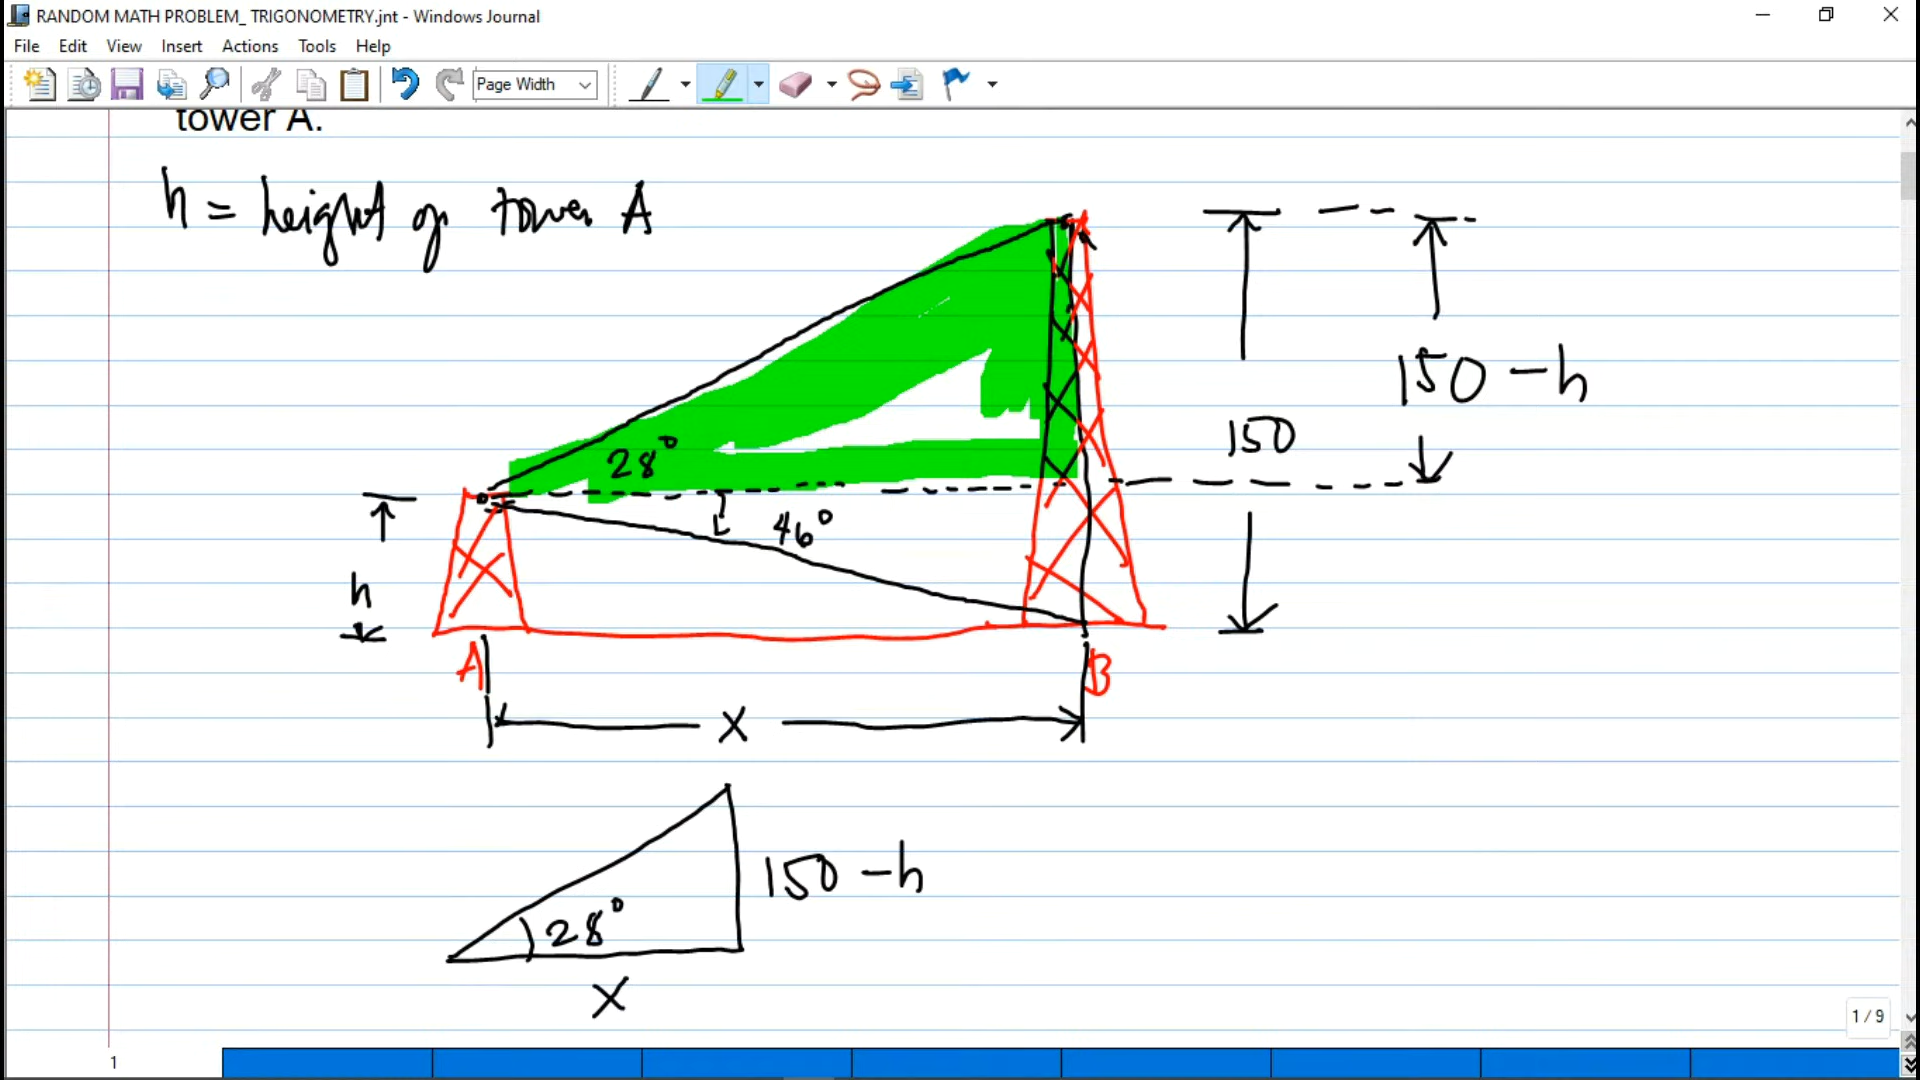 RANDOM MATH PROBLEM_ TRIGONOMETRY.jnt - Windows Journal
File Edit View Insert Actions Tools Help
Page Width
tower A.
h = height of tower A
150 - h
150
28°
46°
h
A
B
X
150 - h
28°
X
1 / 9
1